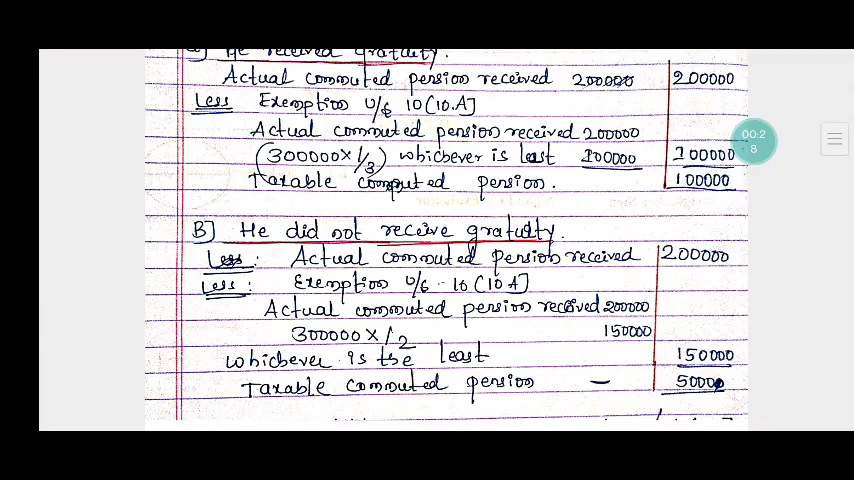 A] He received gratuity.
Actual commuted pension received 200000 200000
Less Exemption U/S 10(10.A]
Actual commuted pension received 200000
(300000×1/3) whichever is least 100000 100000
Taxable computed pension. 100000
B] He did not receive gratuity.
Less: Actual commuted pension received 200000
Less: Exemption U/S. 10(10A]
Actual commuted pension received 200000
300000×1/2 150000
whichever is the least 150000
Taxable commuted pension — 50000
00:2
8